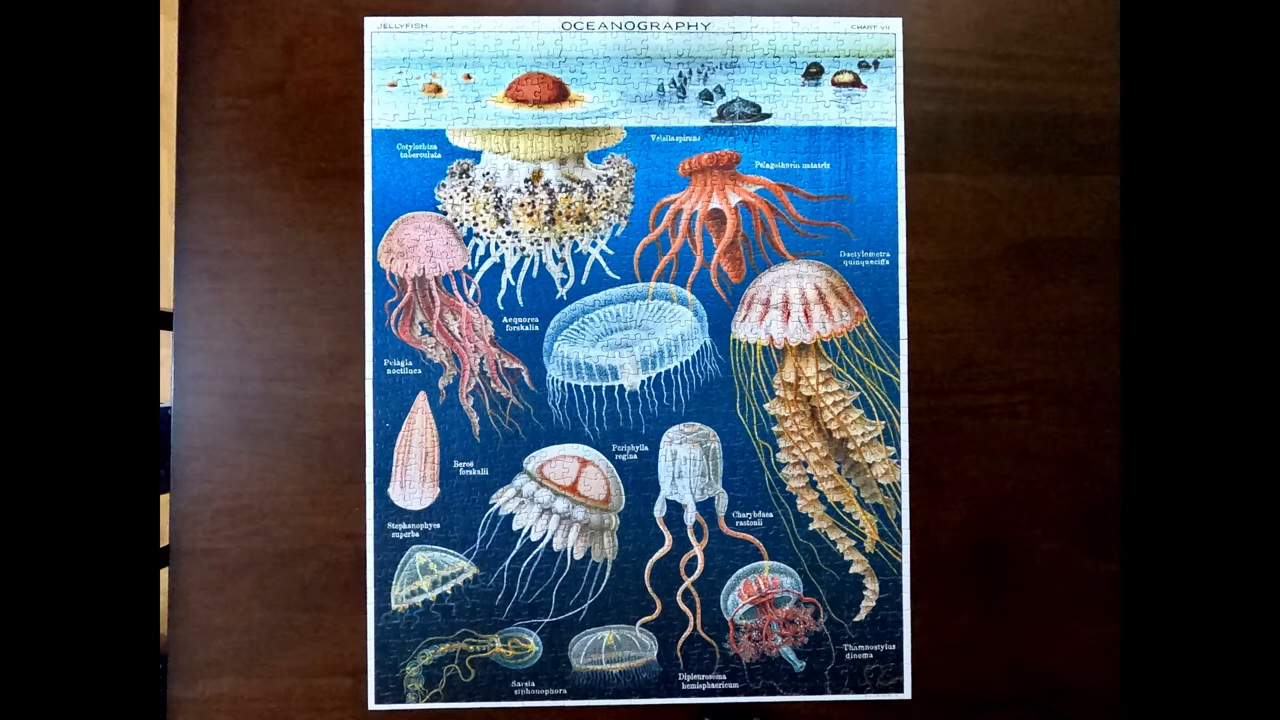 JELLYFISH
OCEANOGRAPHY
CHART VII
Cotylorhiza
tuberculata
Velella spirans
Pelagothuria natatrix
Dactylometra
quinquecirra
Aequorea
forskalia
Pelagia
noctiluca
Periphylla
regina
Beroë
forskalii
Charybdaea
rastonii
Stephanophyes
superba
Thamnostylus
dinema
Dipleurosoma
hemisphaericum
Sarsia
siphonophora